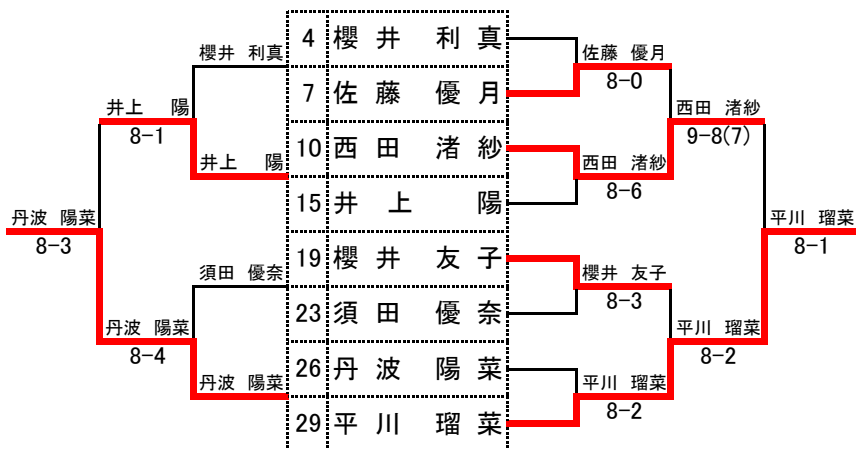 4 櫻井 利真
7 佐藤 優月
10 西田 渚紗
15 井上 陽
19 櫻井 友子
23 須田 優奈
26 丹波 陽菜
29 平川 瑠菜
櫻井 利真
井上 陽
8-1
井上 陽
丹波 陽菜
8-3
須田 優奈
丹波 陽菜
8-4
丹波 陽菜
佐藤 優月
8-0
西田 渚紗
9-8(7)
西田 渚紗
8-6
平川 瑠菜
8-1
櫻井 友子
8-3
平川 瑠菜
8-2
平川 瑠菜
8-2